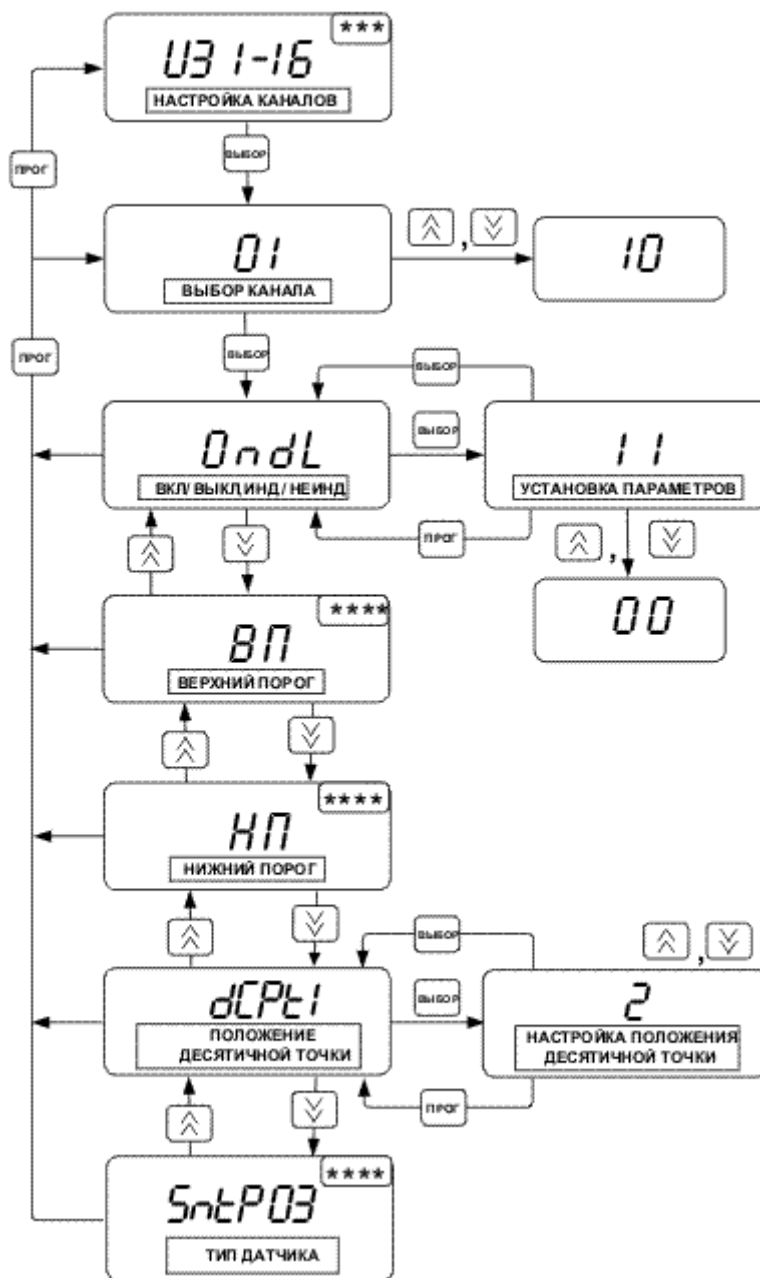 ***
U31-16
НАСТРОЙКА КАНАЛОВ
ВЫБОР
ПРОГ
01
ВЫБОР КАНАЛА
,
10
ПРОГ
ВЫБОР
ВЫБОР
OndL
ВКЛ/ВЫКЛ,ИНД/НЕИНД
ВЫБОР
11
УСТАНОВКА ПАРАМЕТРОВ
ПРОГ
,
00
****
ВП
ВЕРХНИЙ ПОРОГ
****
НП
НИЖНИЙ ПОРОГ
ВЫБОР
,
dCPt1
ПОЛОЖЕНИЕ
ДЕСЯТИЧНОЙ ТОЧКИ
ВЫБОР
2
НАСТРОЙКА ПОЛОЖЕНИЯ
ДЕСЯТИЧНОЙ ТОЧКИ
ПРОГ
****
SntP03
ТИП ДАТЧИКА